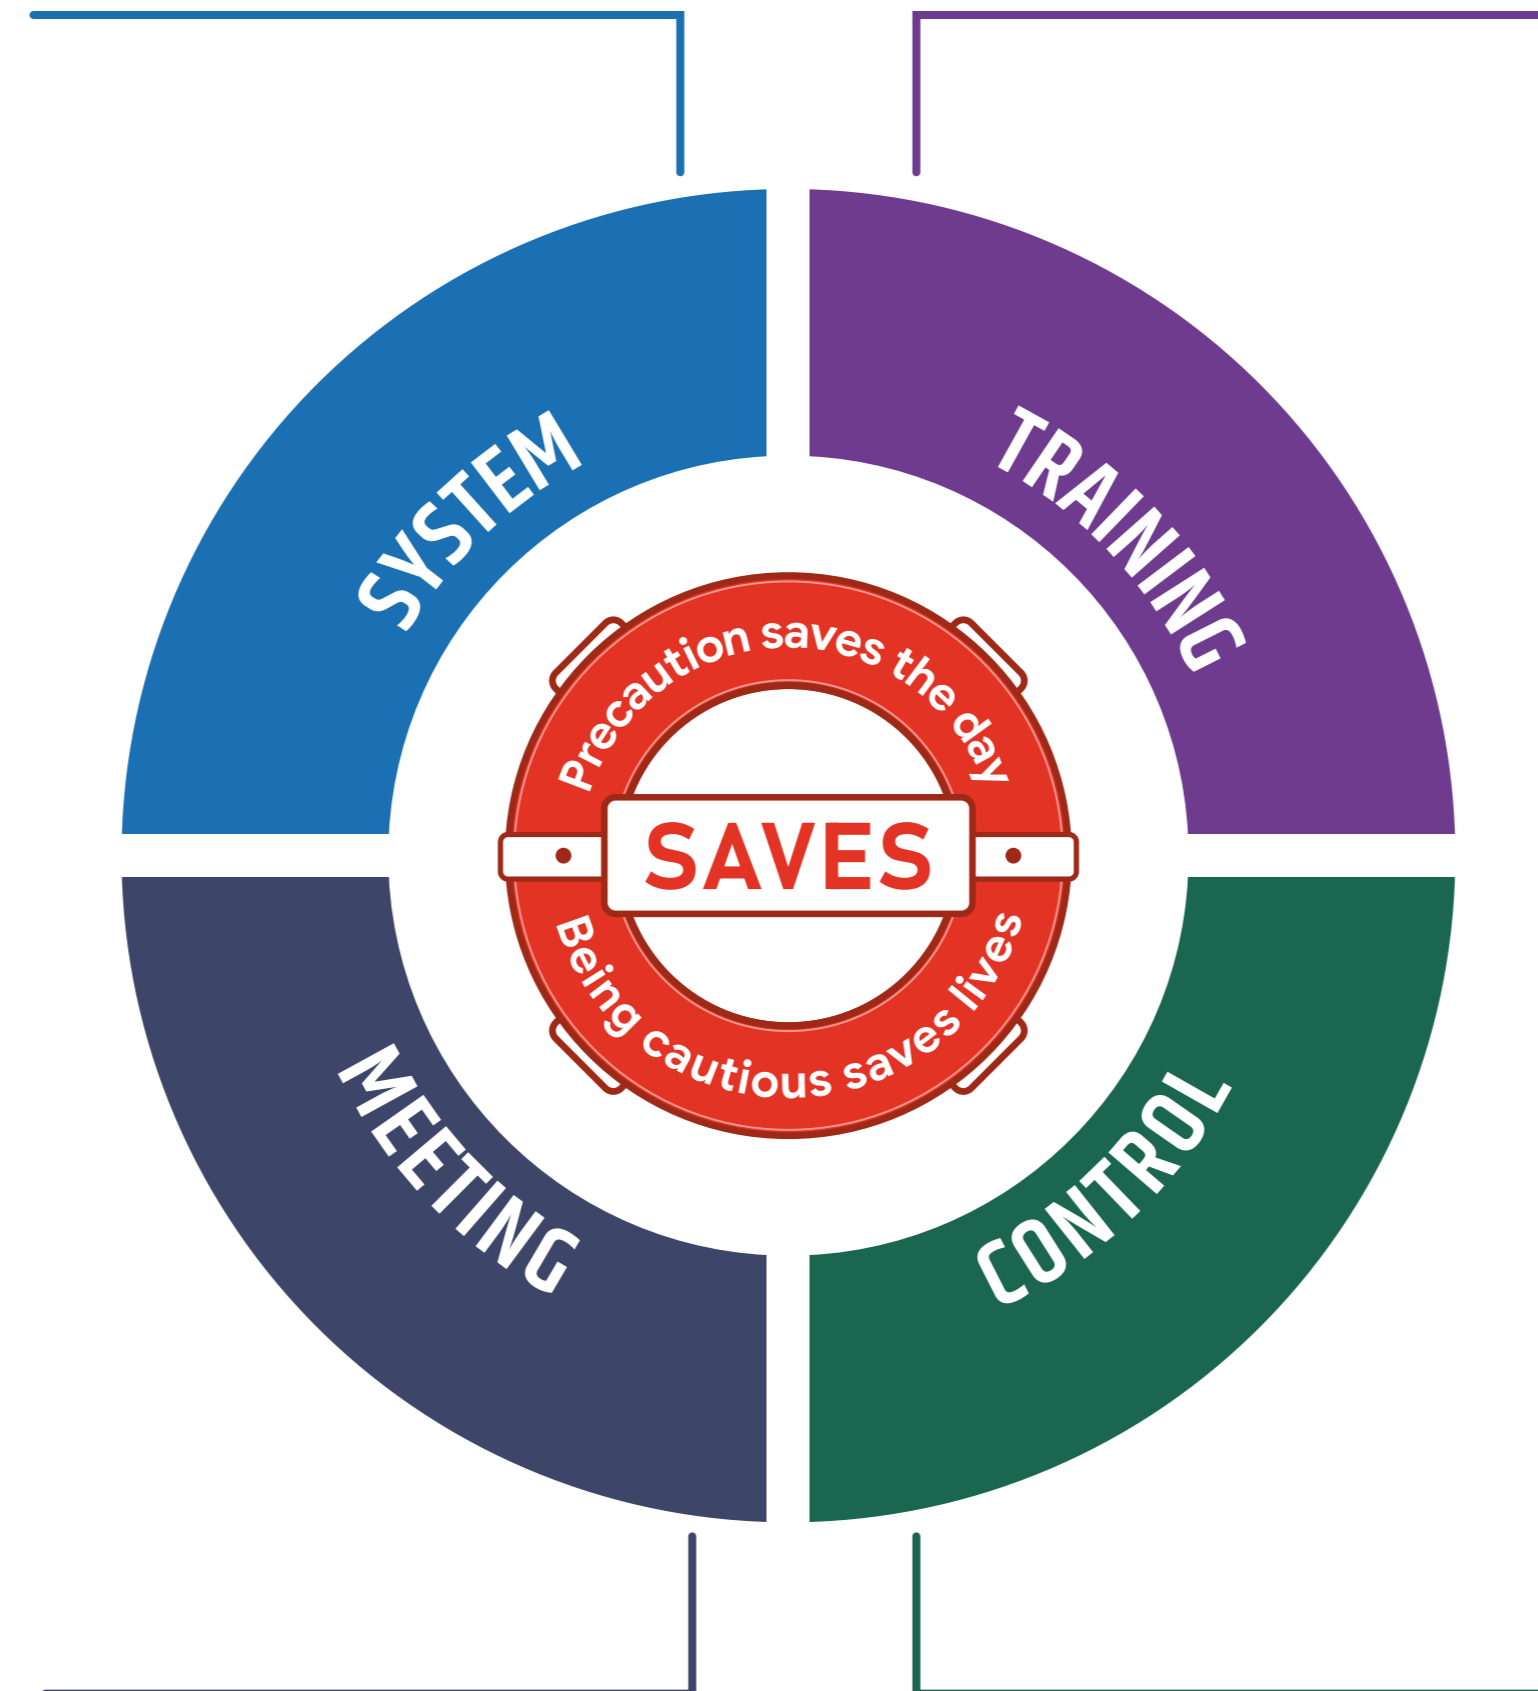 SYSTEM
TRAINING
Precaution saves the day
SAVES
Being cautious saves lives
MEETING
CONTROL